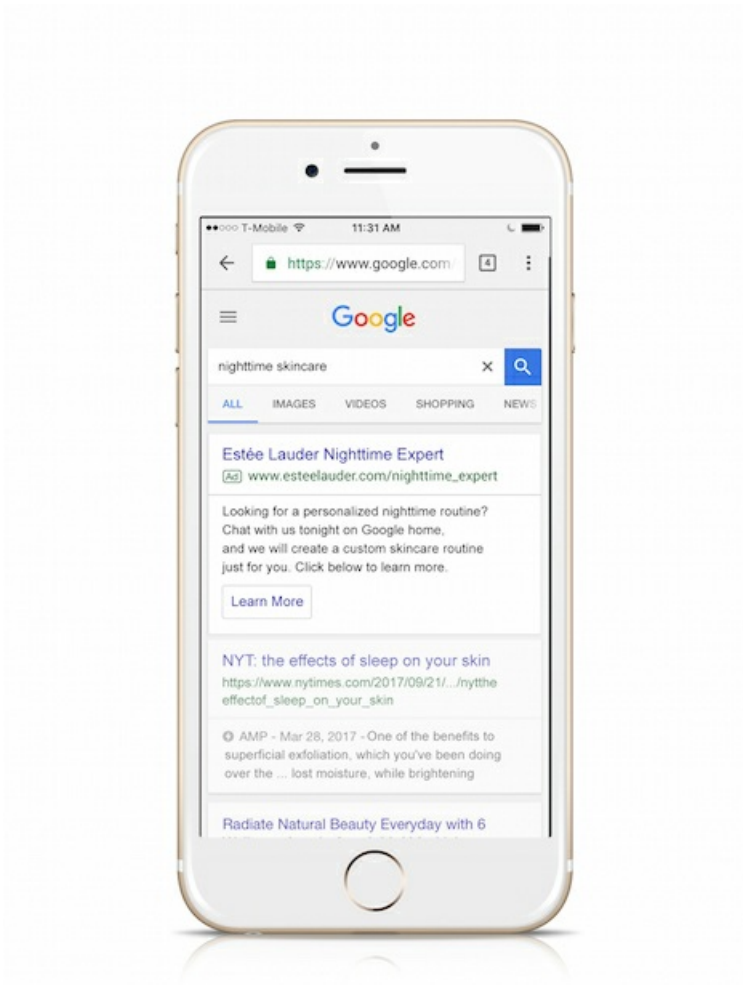 T-Mobile 11:31 AM
https://www.google.com 4
Google
nighttime skincare
ALL IMAGES VIDEOS SHOPPING NEWS
Estée Lauder Nighttime Expert
Ad www.esteelauder.com/nighttime_expert
Looking for a personalized nighttime routine?
Chat with us tonight on Google home,
and we will create a custom skincare routine
just for you. Click below to learn more.
Learn More
NYT: the effects of sleep on your skin
https://www.nytimes.com/2017/09/21/.../nytthe
effectof_sleep_on_your_skin
AMP - Mar 28, 2017 - One of the benefits to
superficial exfoliation, which you've been doing
over the ... lost moisture, while brightening
Radiate Natural Beauty Everyday with 6